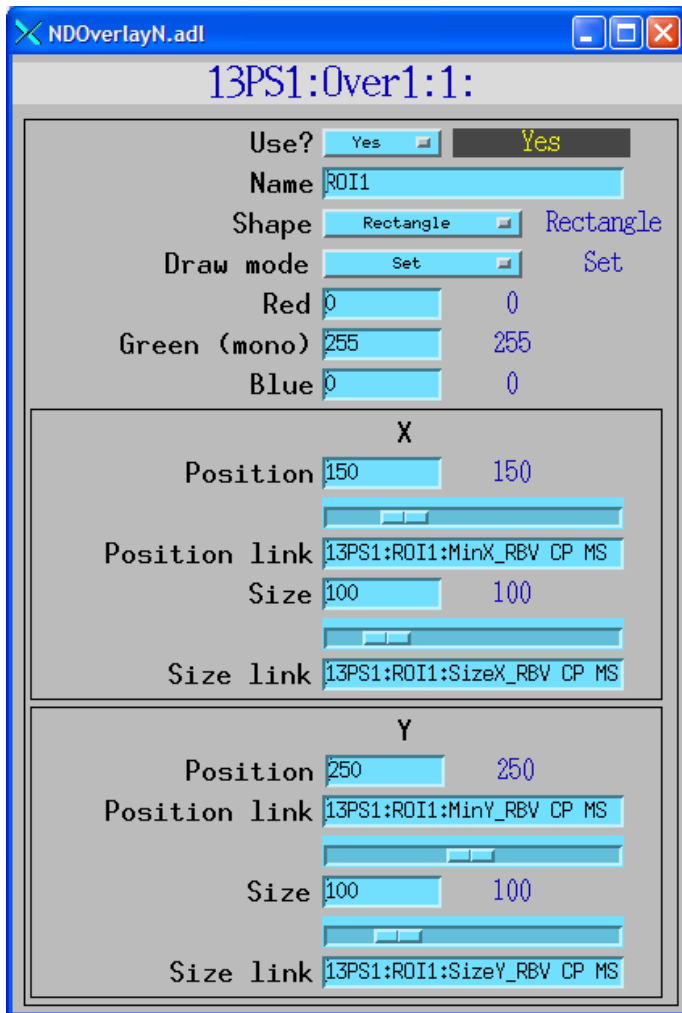 NDOverlayN.adl
13PS1:Over1:1:
Use? Yes Yes
Name ROI1
Shape Rectangle Rectangle
Draw mode Set Set
Red 0 0
Green (mono) 255 255
Blue 0 0
X
Position 150 150
Position link 13PS1:ROI1:MinX_RBV CP MS
Size 100 100
Size link 13PS1:ROI1:SizeX_RBV CP MS
Y
Position 250 250
Position link 13PS1:ROI1:MinY_RBV CP MS
Size 100 100
Size link 13PS1:ROI1:SizeY_RBV CP MS